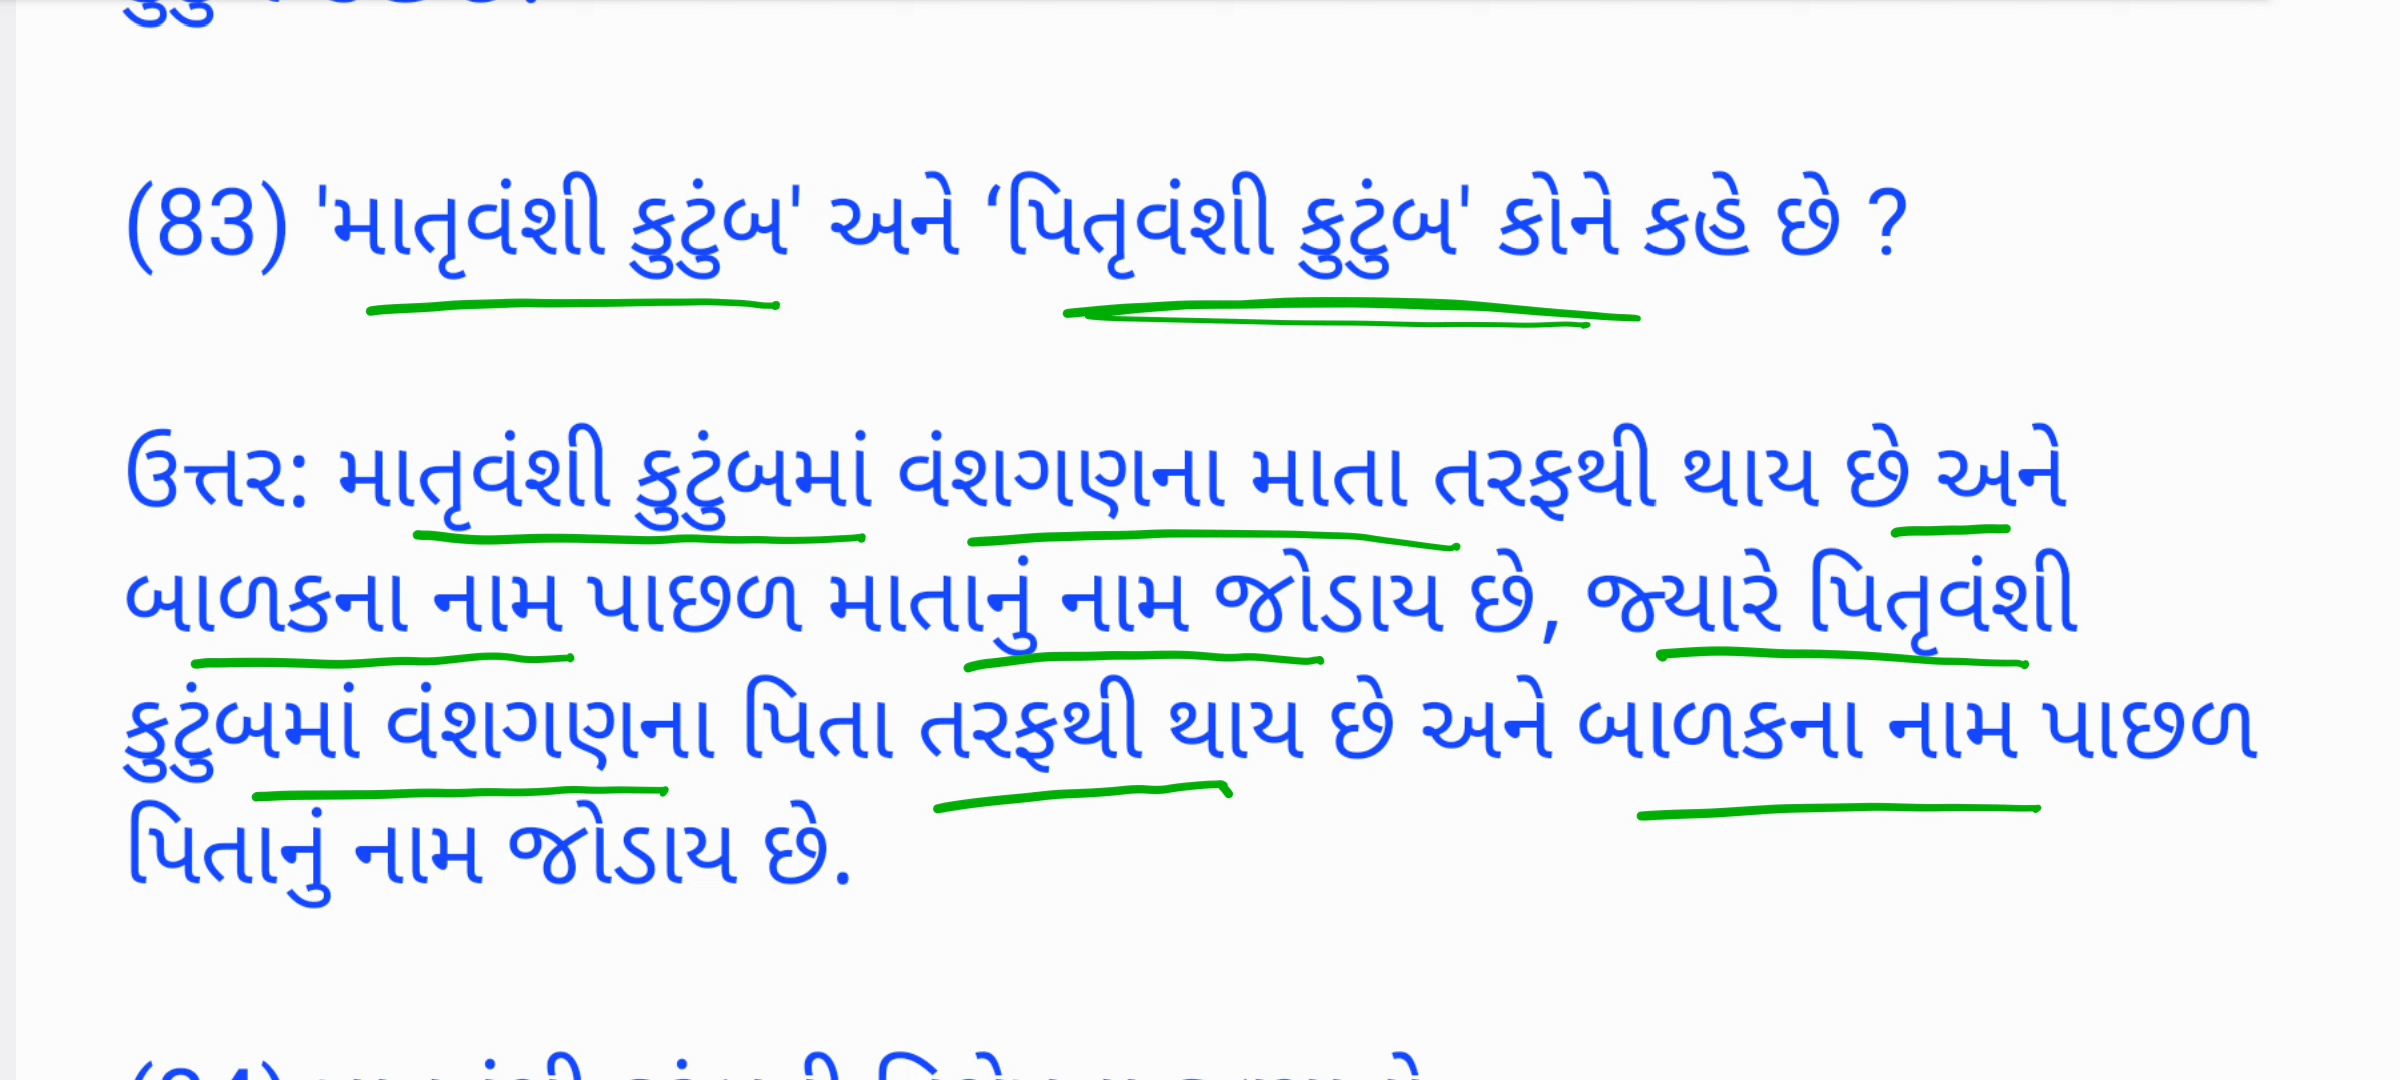 (83) 'માતૃવંશી કુટુંબ' અને ‘પિતૃવંશી કુટુંબ' કોને કહે છે ?
ઉત્તર: માતૃવંશી કુટુંબમાં વંશગણના માતા તરફથી થાય છે અને
બાળકના નામ પાછળ માતાનું નામ જોડાય છે, જ્યારે પિતૃવંશી
કુટુંબમાં વંશગણના પિતા તરફથી થાય છે અને બાળકના નામ પાછળ
પિતાનું નામ જોડાય છે.